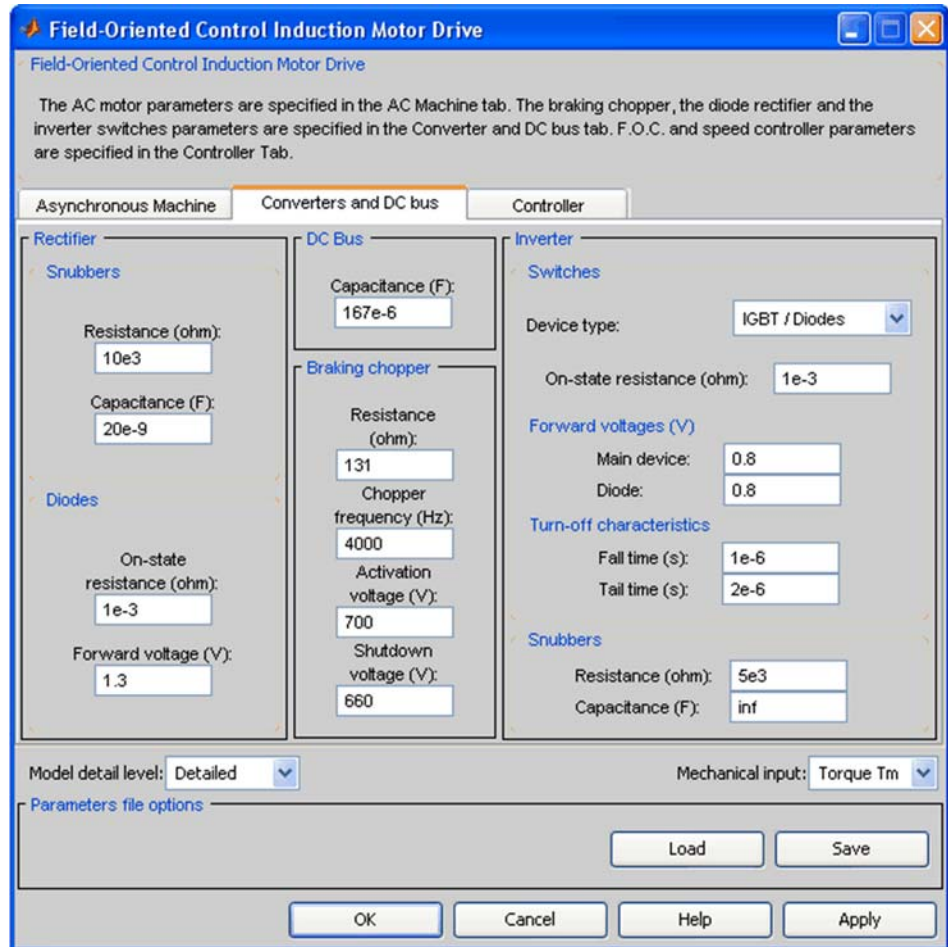 Field-Oriented Control Induction Motor Drive
Field-Oriented Control Induction Motor Drive
The AC motor parameters are specified in the AC Machine tab. The braking chopper, the diode rectifier and the
inverter switches parameters are specified in the Converter and DC bus tab. F.O.C. and speed controller parameters
are specified in the Controller Tab.
Asynchronous Machine
Converters and DC bus
Controller
Rectifier
Snubbers
Resistance (ohm):
10e3
Capacitance (F):
20e-9
Diodes
On-state
resistance (ohm):
1e-3
Forward voltage (V):
1.3
DC Bus
Capacitance (F):
167e-6
Braking chopper
Resistance
(ohm):
131
Chopper
frequency (Hz):
4000
Activation
voltage (V):
700
Shutdown
voltage (V):
660
Inverter
Switches
Device type:
IGBT / Diodes
On-state resistance (ohm):
1e-3
Forward voltages (V)
Main device:
0.8
Diode:
0.8
Turn-off characteristics
Fall time (s):
1e-6
Tail time (s):
2e-6
Snubbers
Resistance (ohm):
5e3
Capacitance (F):
inf
Model detail level:
Detailed
Mechanical input:
Torque Tm
Parameters file options
Load
Save
OK
Cancel
Help
Apply